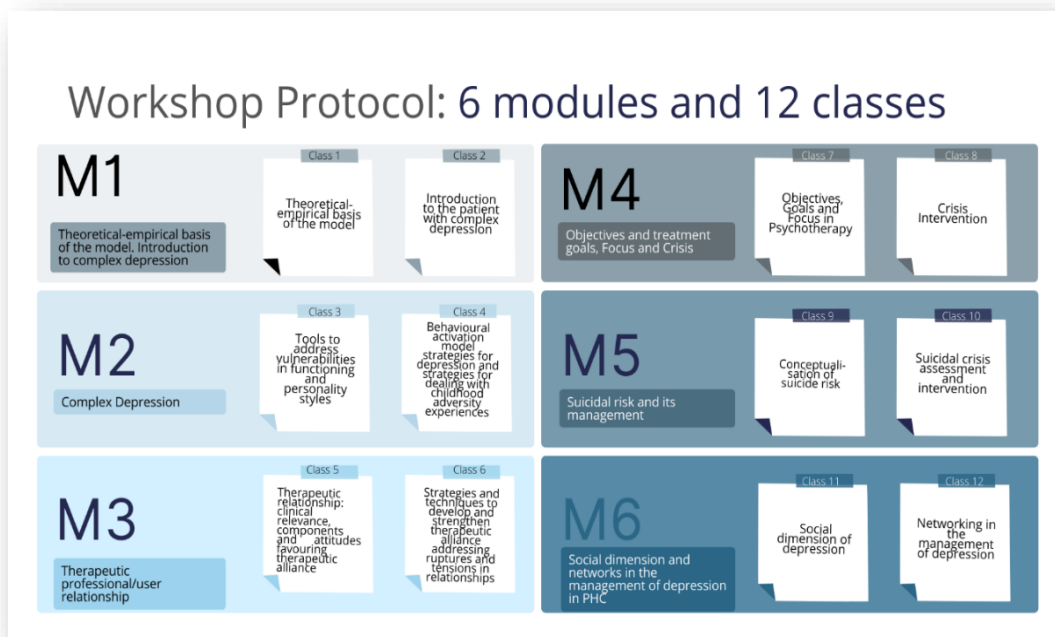 Workshop Protocol: 6 modules and 12 classes
M1
Theoretical-empirical basis
of the model. Introduction
to complex depression
Class 1
Theoretical-
empirical basis
of the model
Class 2
Introduction
to the patient
with complex
depression
M2
Complex Depression
Class 3
Tools to
address
vulnerabilities
in functioning
and
personality
styles
Class 4
Behavioural
activation
model
strategies for
depression and
strategies for
dealing with
childhood
adversity
experiences
M3
Therapeutic
professional/user
relationship
Class 5
Therapeutic
relationship:
clinical
relevance,
components
and attitudes
favouring
therapeutic
alliance
Class 6
Strategies and
techniques to
develop and
strengthen
therapeutic
alliance
addressing
ruptures and
tensions in
relationships
M4
Objectives and treatment
goals, Focus and Crisis
Class 7
Objectives,
Goals and
Focus in
Psychotherapy
Class 8
Crisis
Intervention
M5
Suicidal risk and its
management
Class 9
Conceptuali-
sation of
suicide risk
Class 10
Suicidal crisis
assessment
and
intervention
M6
Social dimension and
networks in the
management of depression
in PHC
Class 11
Social
dimension of
depression
Class 12
Networking in
the
management
of depression